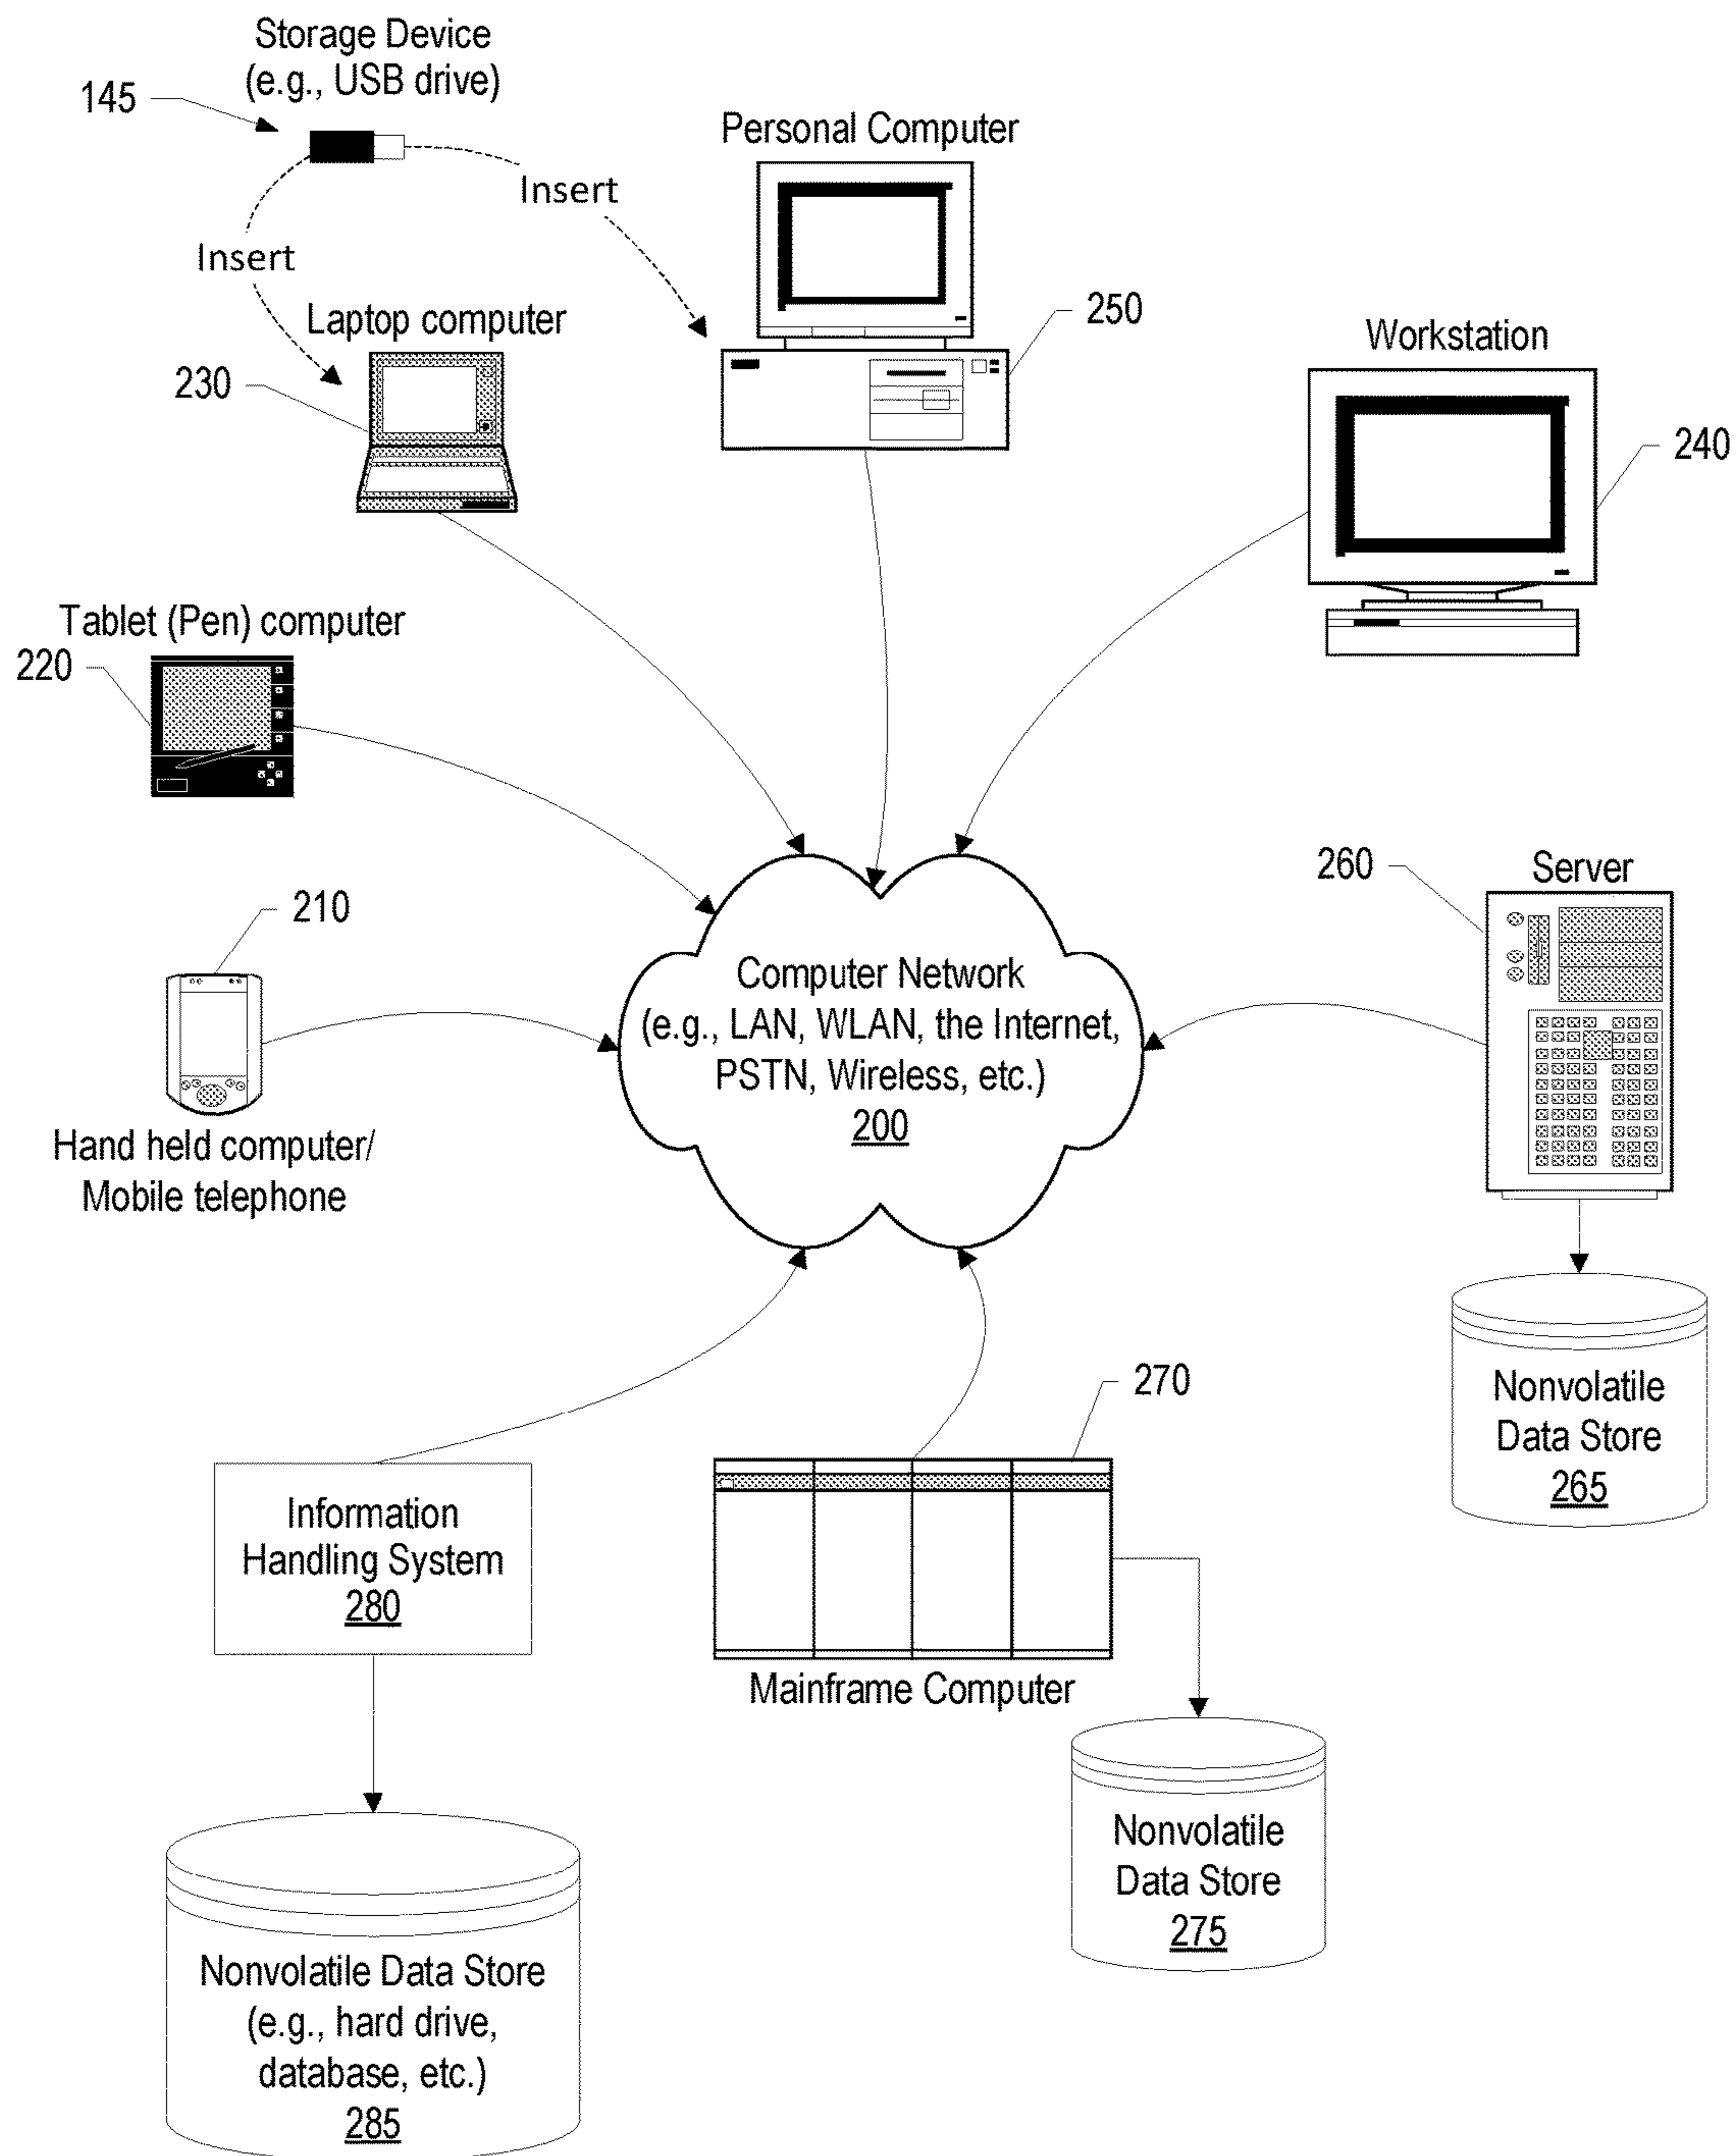 Storage Device
(e.g., USB drive)
145
Insert
Insert
Personal Computer
250
Laptop computer
230
Workstation
240
Tablet (Pen) computer
220
210
Hand held computer/
Mobile telephone
Computer Network
(e.g., LAN, WLAN, the Internet,
PSTN, Wireless, etc.)
200
260
Server
Nonvolatile
Data Store
265
270
Mainframe Computer
Nonvolatile
Data Store
275
Information
Handling System
280
Nonvolatile Data Store
(e.g., hard drive,
database, etc.)
285